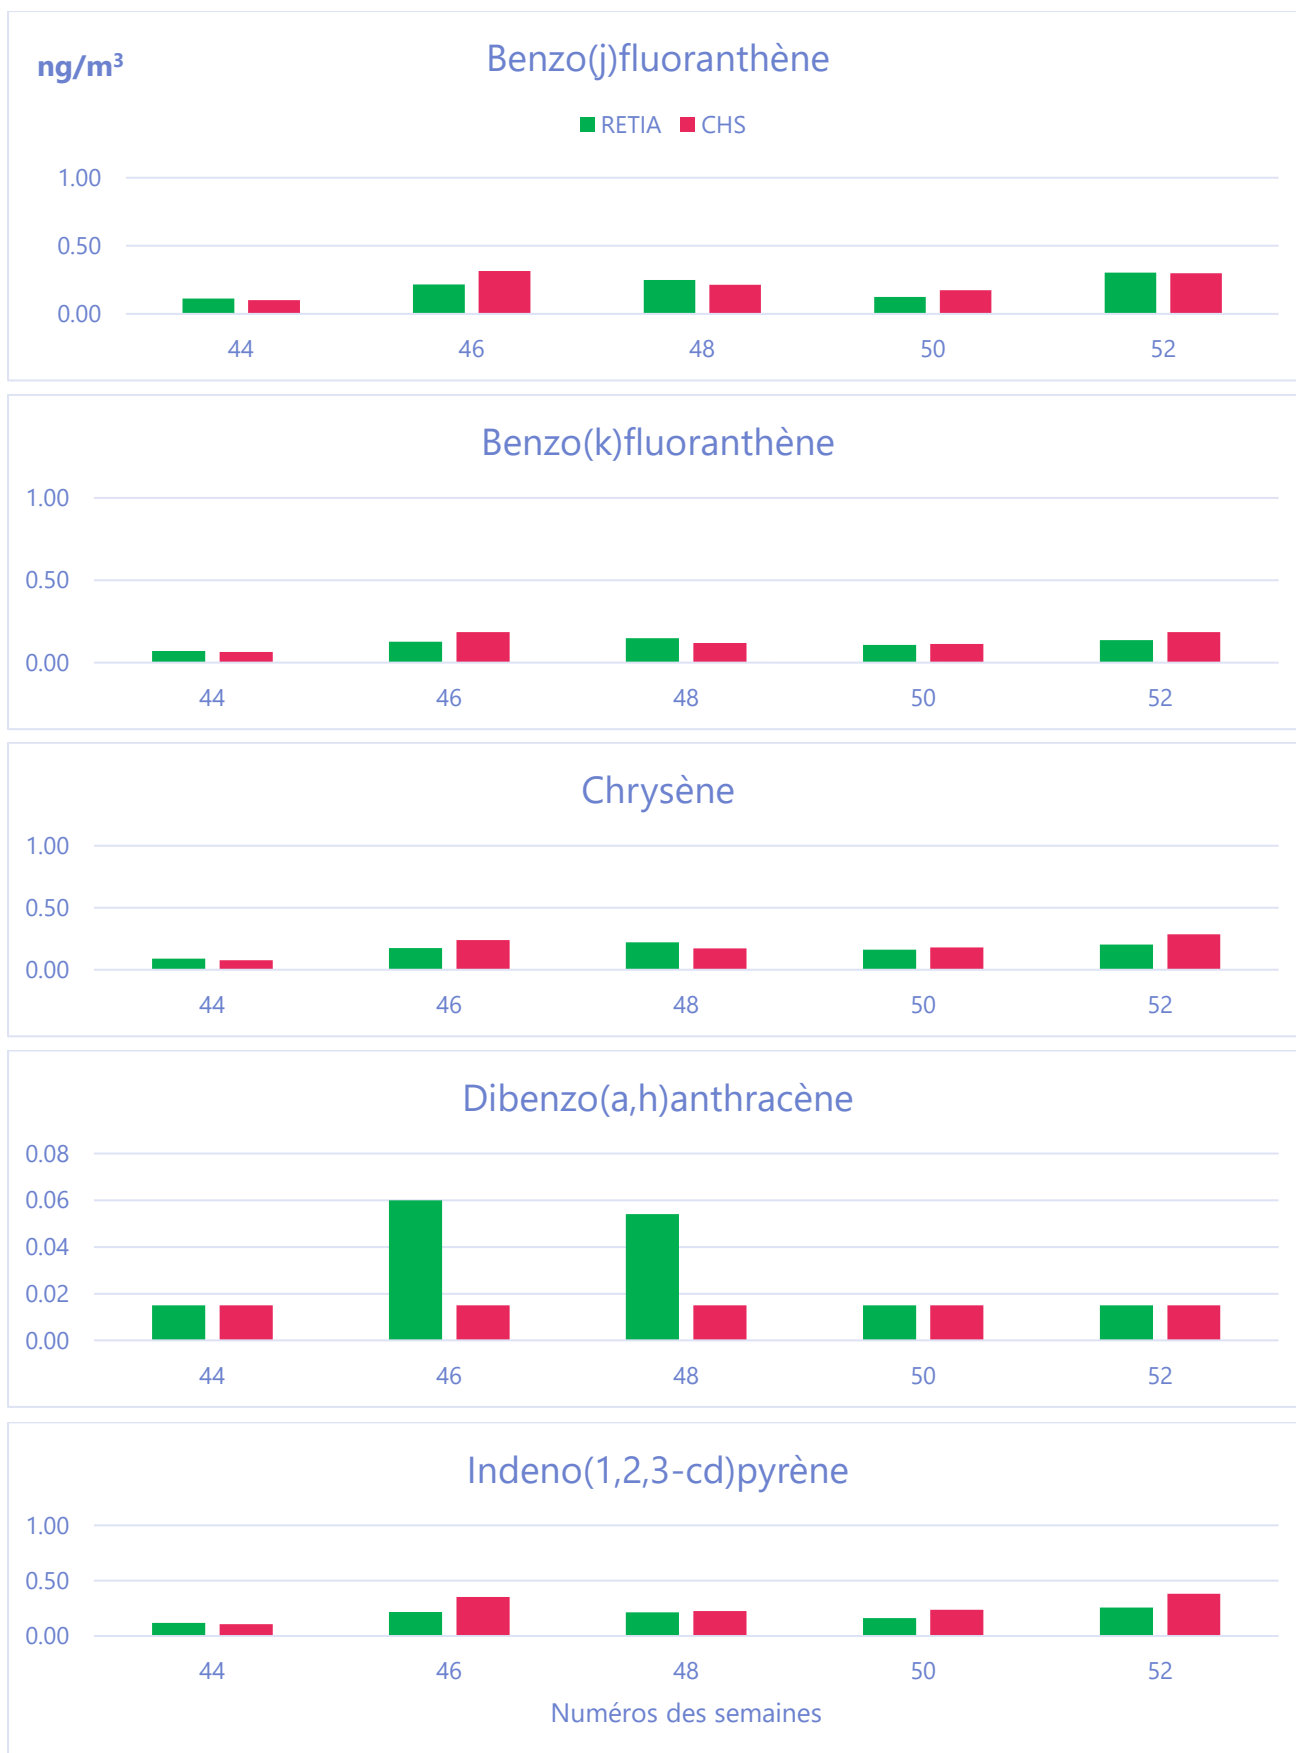 Benzo(j)fluoranthène
ng/m³
RETIA CHS
1.00
0.50
0.00
44 46 48 50 52
Benzo(k)fluoranthène
1.00
0.50
0.00
44 46 48 50 52
Chrysène
1.00
0.50
0.00
44 46 48 50 52
Dibenzo(a,h)anthracène
0.08
0.06
0.04
0.02
0.00
44 46 48 50 52
Indeno(1,2,3-cd)pyrène
1.00
0.50
0.00
44 46 48 50 52
Numéros des semaines